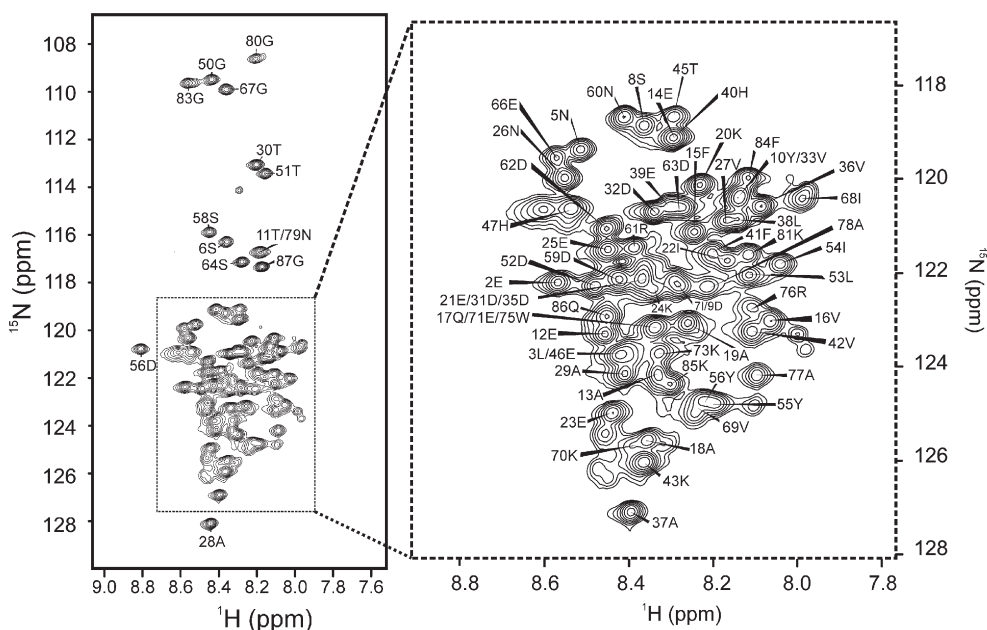 108
110
112
114
116
118
120
122
124
126
128
15N (ppm)
9.0 8.8 8.6 8.4 8.2 8.0 7.8 7.6
1H (ppm)
80G
50G
83G
67G
30T
51T
58S
6S
11T/79N
64S
87G
56D
28A
45T
8S
60N
14E
40H
66E
5N
20K
26N
15F
27V
84F
62D
63D
10Y/33V
39E
36V
32D
68I
47H
38L
61R
41F
78A
25E
22I
81K
59D
54I
52D
53L
2E
21E/31D/35D
24K
7I/9D
76R
86Q
17Q/71E/75W
16V
12E
42V
19A
3L/46E
73K
29A
85K
77A
13A
56Y
55Y
23E
69V
70K
18A
43K
37A
118
120
122
124
126
128
15N (ppm)
8.8 8.6 8.4 8.2 8.0 7.8
1H (ppm)